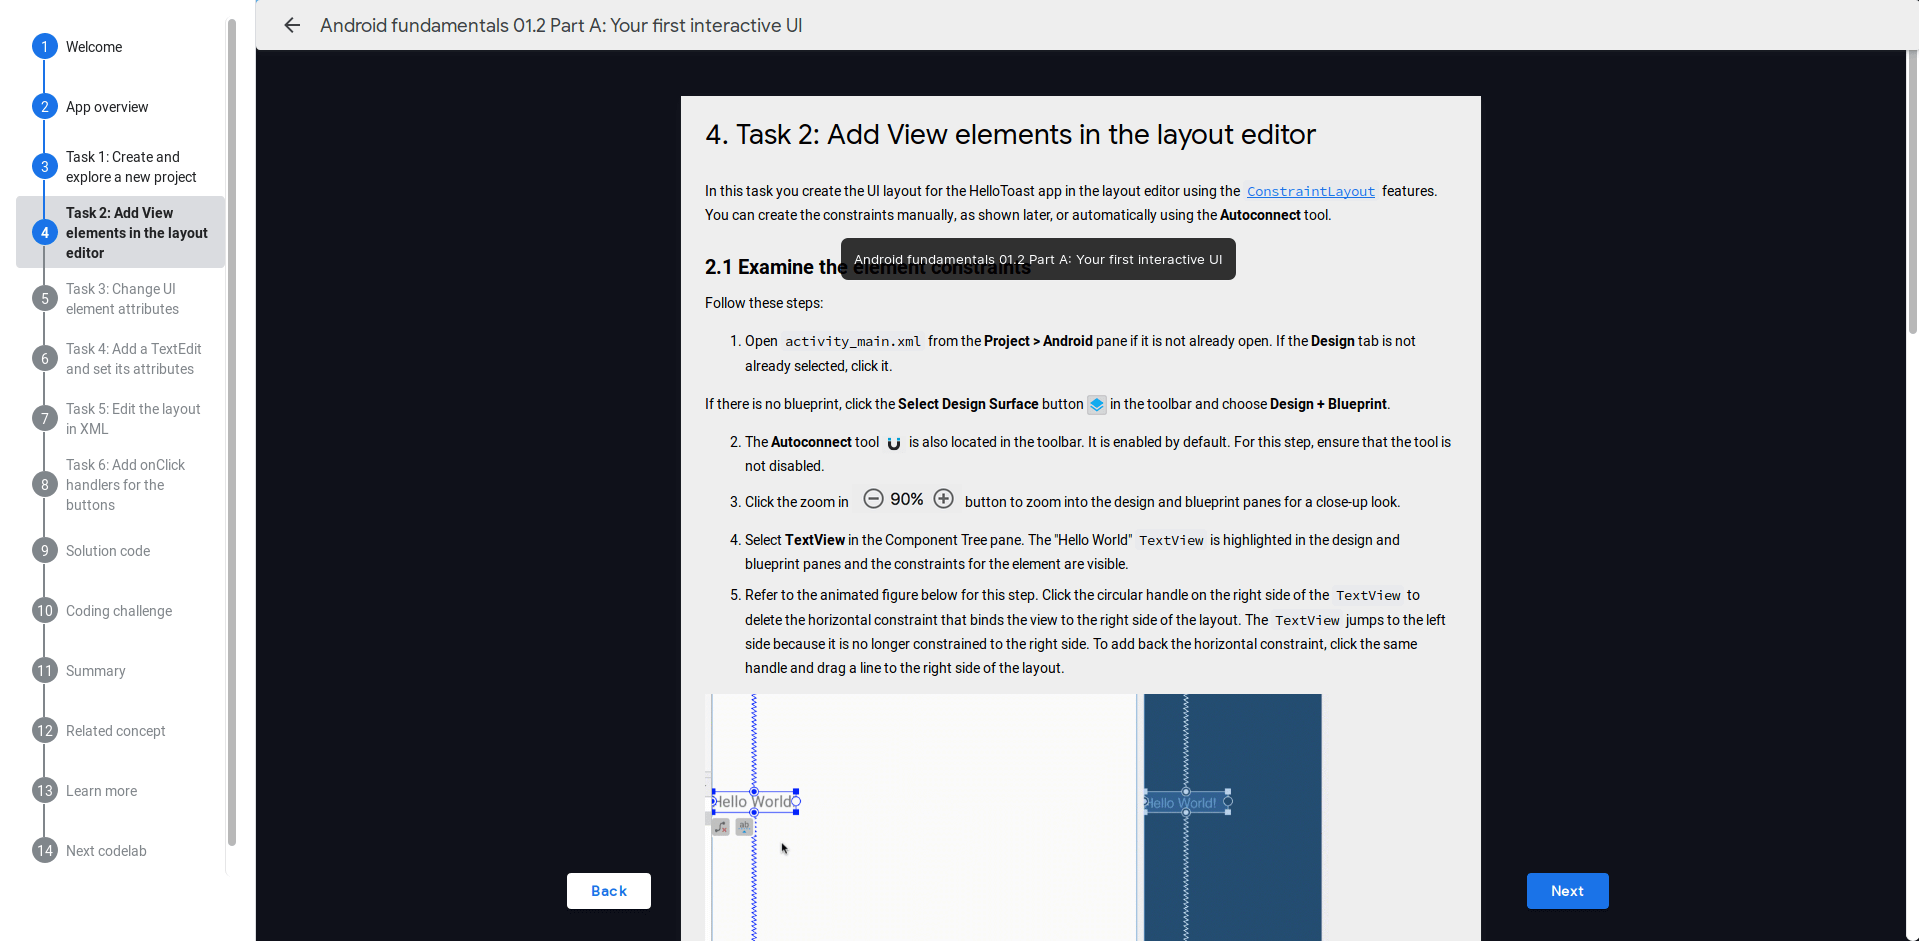 Android fundamentals 01.2 Part A: Your first interactive UI
1 Welcome
2 App overview
3 Task 1: Create and
explore a new project
4 Task 2: Add View
elements in the layout
editor
5 Task 3: Change UI
element attributes
6 Task 4: Add a TextEdit
and set its attributes
7 Task 5: Edit the layout
in XML
8 Task 6: Add onClick
handlers for the
buttons
9 Solution code
10 Coding challenge
11 Summary
12 Related concept
13 Learn more
14 Next codelab
4. Task 2: Add View elements in the layout editor
In this task you create the UI layout for the HelloToast app in the layout editor using the ConstraintLayout features.
You can create the constraints manually, as shown later, or automatically using the Autoconnect tool.
Android fundamentals 01.2 Part A: Your first interactive UI
2.1 Examine the element constraints
Follow these steps:
1. Open activity_main.xml from the Project > Android pane if it is not already open. If the Design tab is not
already selected, click it.
If there is no blueprint, click the Select Design Surface button in the toolbar and choose Design + Blueprint.
2. The Autoconnect tool is also located in the toolbar. It is enabled by default. For this step, ensure that the tool is
not disabled.
3. Click the zoom in 90% button to zoom into the design and blueprint panes for a close-up look.
4. Select TextView in the Component Tree pane. The "Hello World" TextView is highlighted in the design and
blueprint panes and the constraints for the element are visible.
5. Refer to the animated figure below for this step. Click the circular handle on the right side of the TextView to
delete the horizontal constraint that binds the view to the right side of the layout. The TextView jumps to the left
side because it is no longer constrained to the right side. To add back the horizontal constraint, click the same
handle and drag a line to the right side of the layout.
Hello World
Hello World!
ab
Back
Next